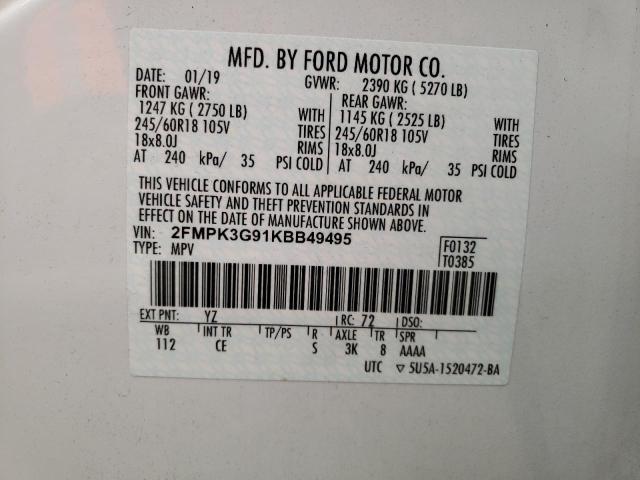 MFD. BY FORD MOTOR CO.
DATE: 01/19 GVWR: 2390 KG ( 5270 LB)
FRONT GAWR: REAR GAWR:
1247 KG ( 2750 LB) WITH 1145 KG ( 2525 LB) WITH
245/60R18 105V TIRES 245/60R18 105V TIRES
18x8.0J RIMS 18x8.0J RIMS
AT 240 kPa/ 35 PSI COLD AT 240 kPa/ 35 PSI COLD
THIS VEHICLE CONFORMS TO ALL APPLICABLE FEDERAL MOTOR
VEHICLE SAFETY AND THEFT PREVENTION STANDARDS IN
EFFECT ON THE DATE OF MANUFACTURE SHOWN ABOVE.
VIN: 2FMPK3G91KBB49495
TYPE: MPV
F0132
T0385
EXT PNT: YZ RC: 72 DSO:
WB INT TR TP/PS R AXLE TR SPR
112 CE S 3K 8 AAAA
UTC ▽ 5U5A-1520472-BA